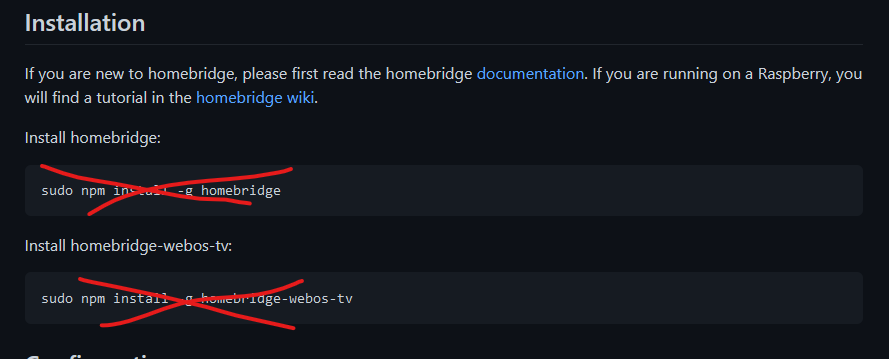 Installation
If you are new to homebridge, please first read the homebridge documentation. If you are running on a Raspberry, you
will find a tutorial in the homebridge wiki.
Install homebridge:
sudo npm install -g homebridge
Install homebridge-webos-tv:
sudo npm install -g homebridge-webos-tv